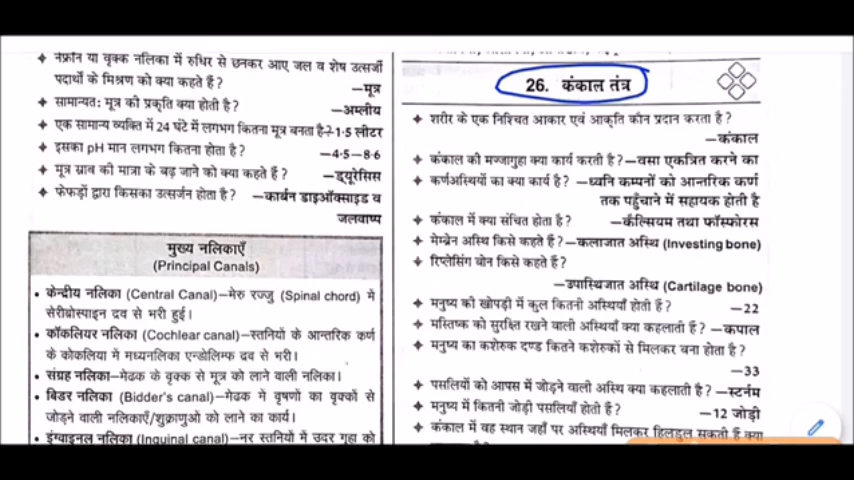 नेफ्रॉन या वृक्क नलिका में रुधिर से छनकर आए जल व शेष उत्सर्जी
पदार्थों के मिश्रण को क्या कहते हैं?
–मूत्र
सामान्यतः मूत्र की प्रकृति क्या होती है?
–अम्लीय
एक सामान्य व्यक्ति में 24 घंटे में लगभग कितना मूत्र बनता है–1·5 लीटर
इसका pH मान लगभग कितना होता है? –4·5–8·6
मूत्र स्राव की मात्रा के बढ़ जाने को क्या कहते हैं? –ड्यूरेसिस
फेफड़ों द्वारा किसका उत्सर्जन होता है? –कार्बन डाइऑक्साइड व
जलवाष्प
मुख्य नलिकाएँ
(Principal Canals)
• केन्द्रीय नलिका (Central Canal)–मेरु रज्जु (Spinal chord) में
सेरीब्रोस्पाइन द्रव से भरी हुई।
• कॉकलियर नलिका (Cochlear canal)–स्तनियों के आन्तरिक कर्ण
के कोकलिया में मध्यनलिका एन्डोलिम्फ द्रव से भरी।
• संग्रह नलिका–मेढक के वृक्क से मूत्र को लाने वाली नलिका।
• बिडर नलिका (Bidder's canal)–मेढक में वृषणों का वृक्कों से
जोड़ने वाली नलिकाएँ/शुक्राणुओं को लाने का कार्य।
• इंग्वाइनल नलिका (Inguinal canal)–नर स्तनियों में उदर गुहा को
26. कंकाल तंत्र
शरीर के एक निश्चित आकार एवं आकृति कौन प्रदान करता है?
–कंकाल
कंकाल की मज्जागुहा क्या कार्य करती है?–वसा एकत्रित करने का
कर्णअस्थियों का क्या कार्य है? –ध्वनि कम्पनों को आन्तरिक कर्ण
तक पहुँचाने में सहायक होती है
कंकाल में क्या संचित होता है? –कैल्सियम तथा फॉस्फोरस
मेम्ब्रेन अस्थि किसे कहते हैं?–कलाजात अस्थि (Investing bone)
रिप्लेसिंग बोन किसे कहते हैं?
–उपास्थिजात अस्थि (Cartilage bone)
मनुष्य की खोपड़ी में कुल कितनी अस्थियाँ होती हैं? –22
मस्तिष्क को सुरक्षित रखने वाली अस्थियाँ क्या कहलाती हैं? –कपाल
मनुष्य का कशेरुक दण्ड कितने कशेरुकों से मिलकर बना होता है?
–33
पसलियों को आपस में जोड़ने वाली अस्थि क्या कहलाती है? –स्टर्नम
मनुष्य में कितनी जोड़ी पसलियाँ होती हैं? –12 जोड़ी
कंकाल में वह स्थान जहाँ पर अस्थियाँ मिलकर हिलडुल सकती हैं क्या